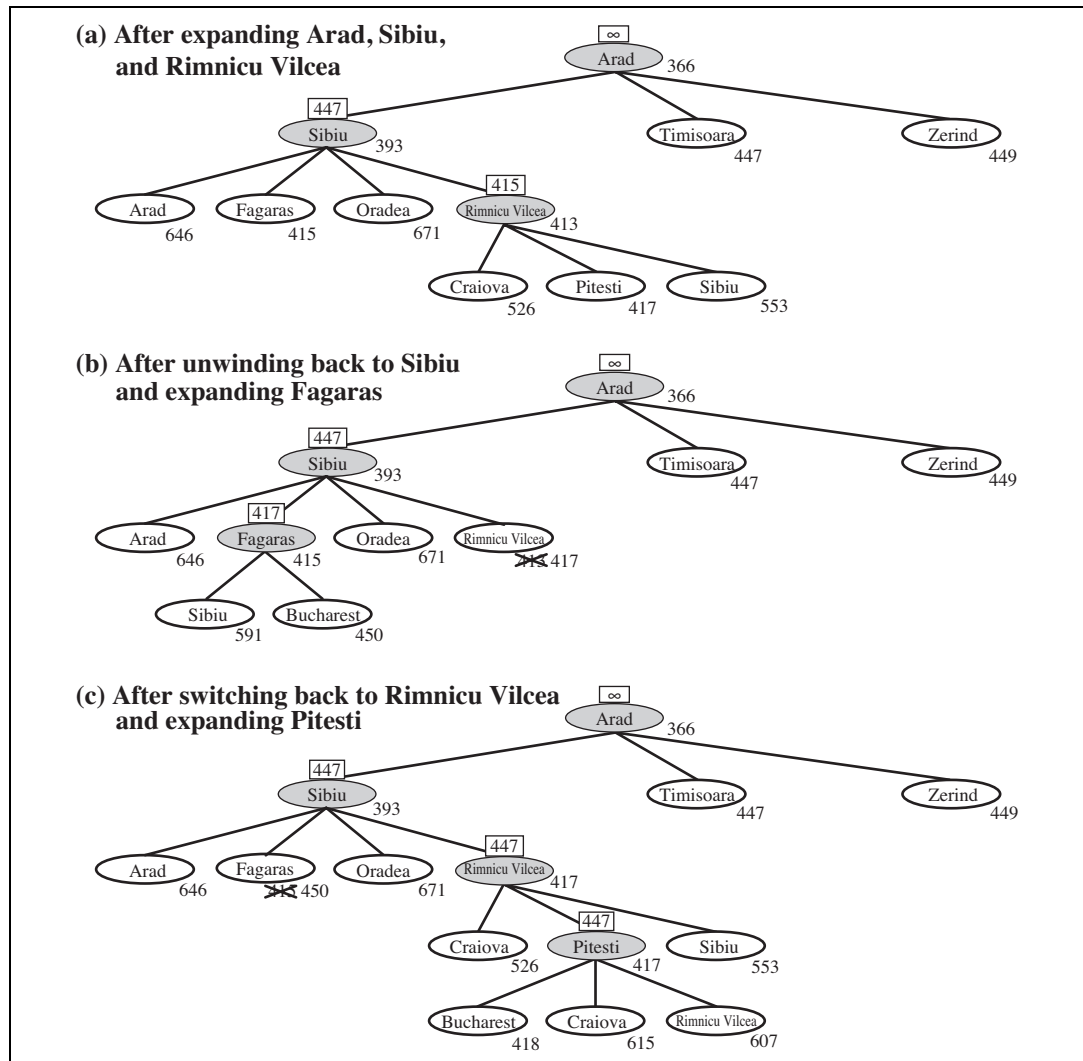 (a) After expanding Arad, Sibiu,
and Rimnicu Vilcea
∞
Arad
366
447
Sibiu
393
Timisoara
447
Zerind
449
Arad
646
Fagaras
415
Oradea
671
415
Rimnicu Vilcea
413
Craiova
526
Pitesti
417
Sibiu
553
(b) After unwinding back to Sibiu
and expanding Fagaras
∞
Arad
366
447
Sibiu
393
Timisoara
447
Zerind
449
Arad
646
417
Fagaras
415
Oradea
671
Rimnicu Vilcea
413 417
Sibiu
591
Bucharest
450
(c) After switching back to Rimnicu Vilcea
and expanding Pitesti
∞
Arad
366
447
Sibiu
393
Timisoara
447
Zerind
449
Arad
646
Fagaras
415 450
Oradea
671
447
Rimnicu Vilcea
417
Craiova
526
447
Pitesti
417
Sibiu
553
Bucharest
418
Craiova
615
Rimnicu Vilcea
607